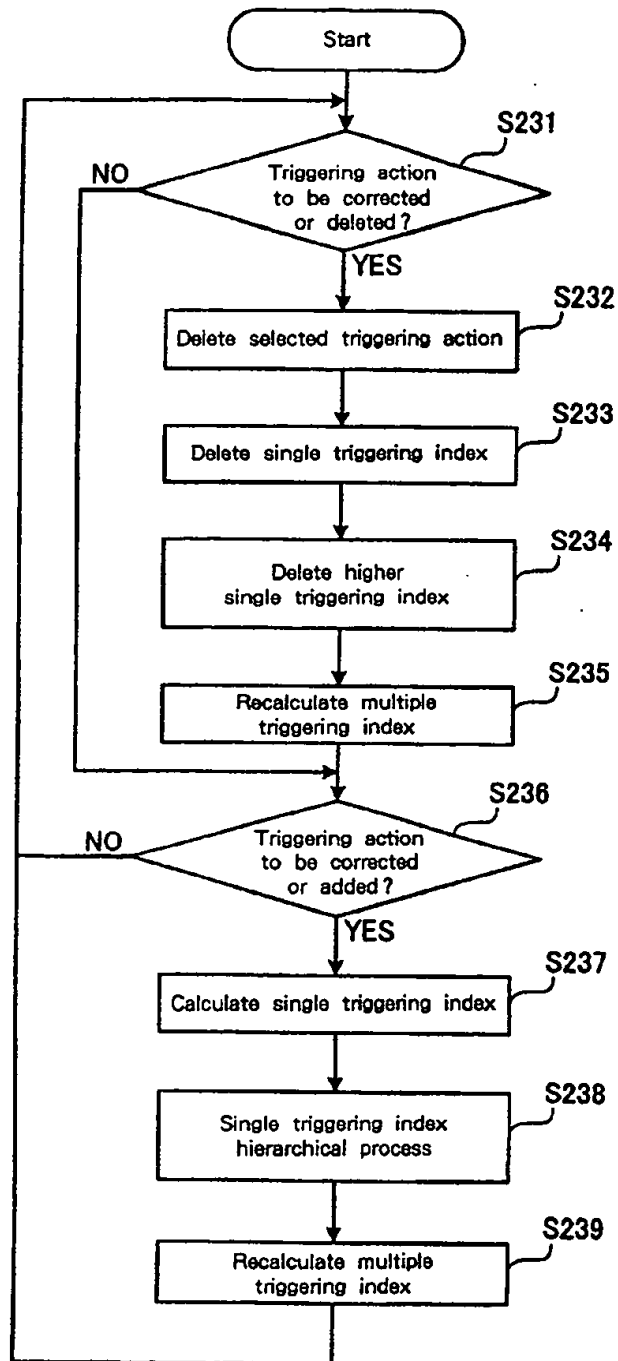 Start
S231
NO
Triggering action
to be corrected
or deleted?
YES
S232
Delete selected triggering action
S233
Delete single triggering index
S234
Delete higher
single triggering index
S235
Recalculate multiple
triggering index
S236
NO
Triggering action
to be corrected
or added?
YES
S237
Calculate single triggering index
S238
Single triggering index
hierarchical process
S239
Recalculate multiple
triggering index